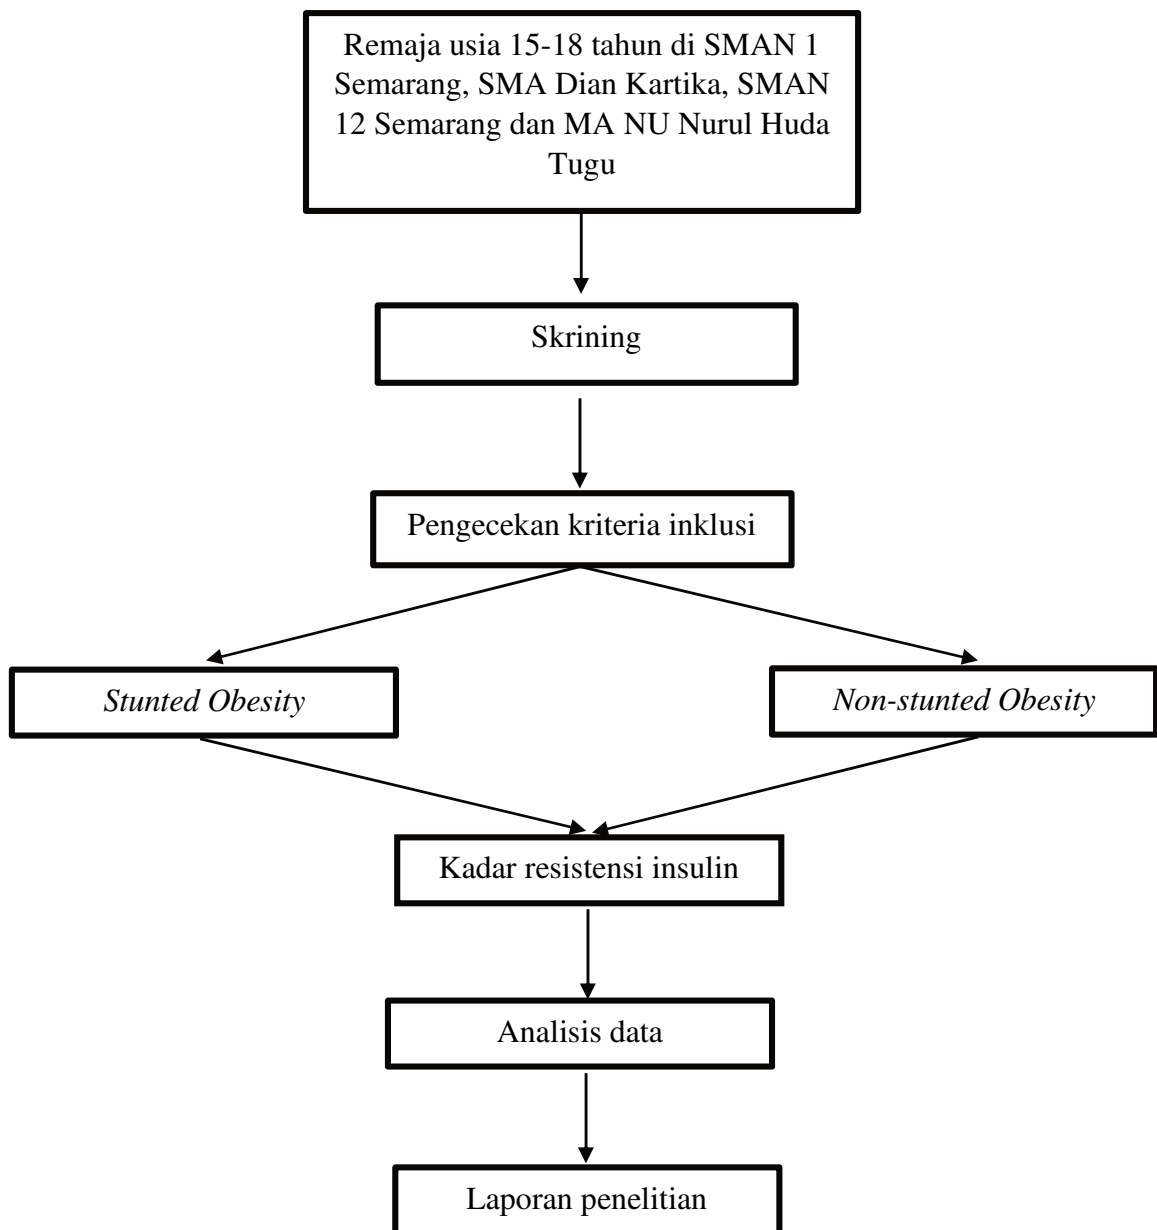 Remaja usia 15-18 tahun di SMAN 1
Semarang, SMA Dian Kartika, SMAN
12 Semarang dan MA NU Nurul Huda
Tugu
Skrining
Pengecekan kriteria inklusi
Stunted Obesity
Non-stunted Obesity
Kadar resistensi insulin
Analisis data
Laporan penelitian